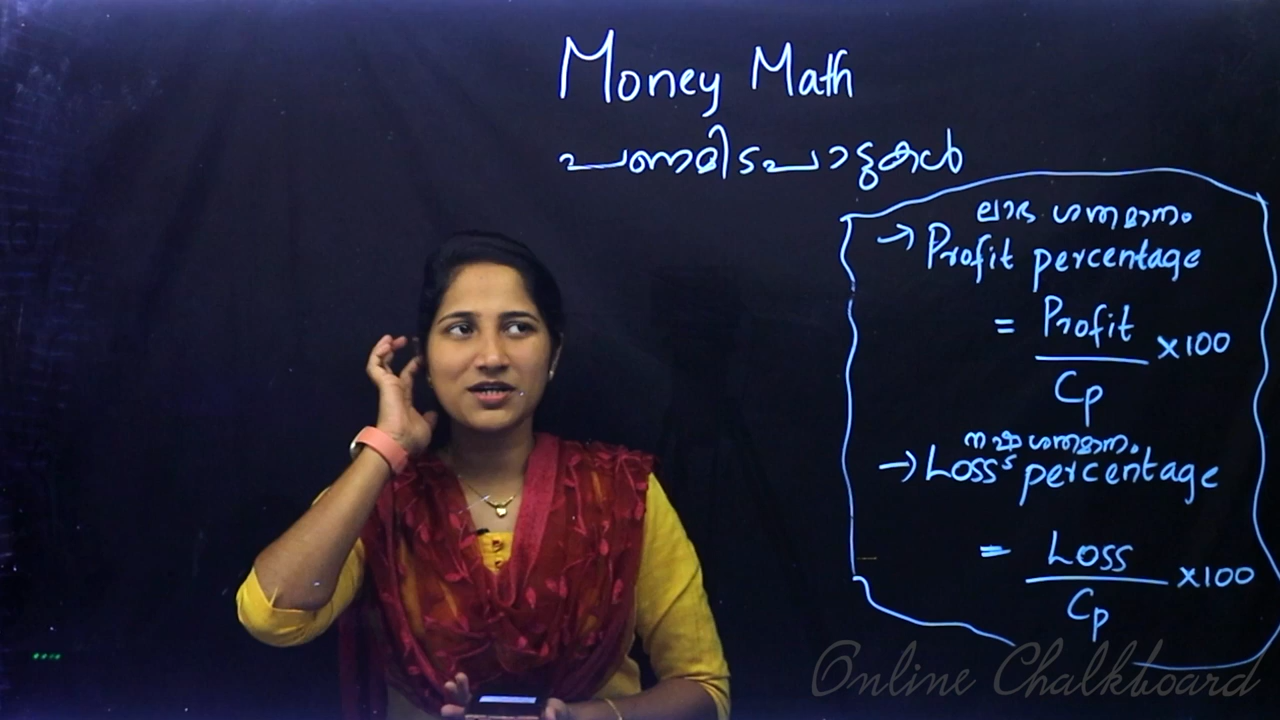 Money Math
പണമിടപാടുകൾ
ലാഭ ശതമാനം
→ Profit percentage
= Profit/Cp ×100
നഷ്ട ശതമാനം
→ Loss percentage
= Loss/Cp ×100
Online Chalkboard